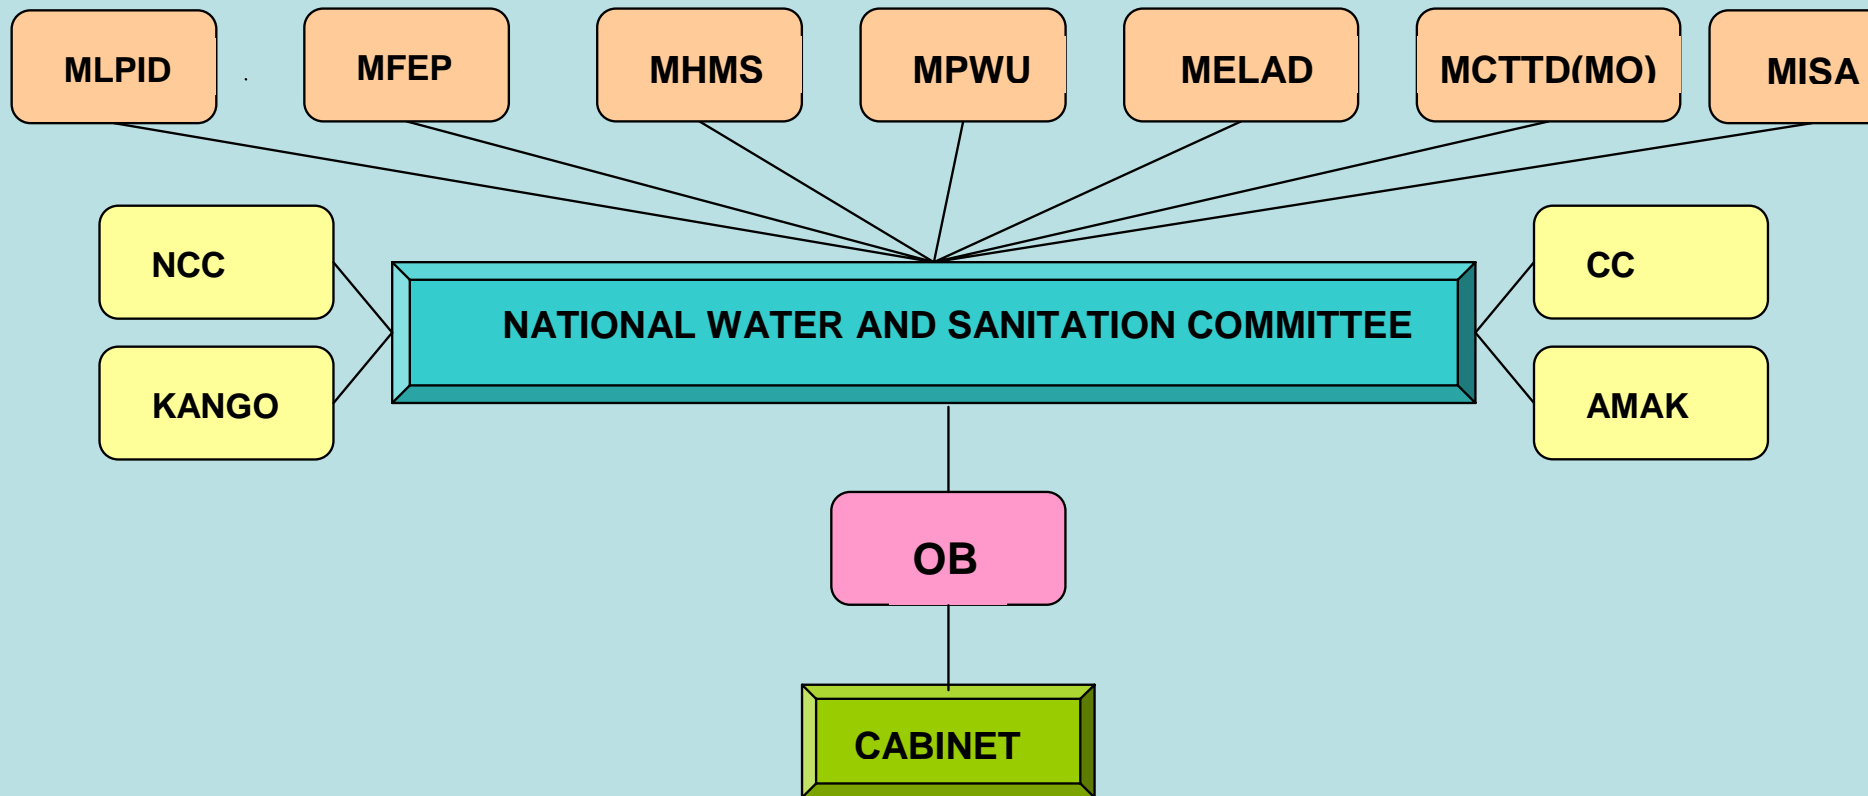 MLPID
MFEP
MHMS
MPWU
MELAD
MCTTD(MO)
MISA
NCC
CC
NATIONAL WATER AND SANITATION COMMITTEE
KANGO
AMAK
OB
CABINET